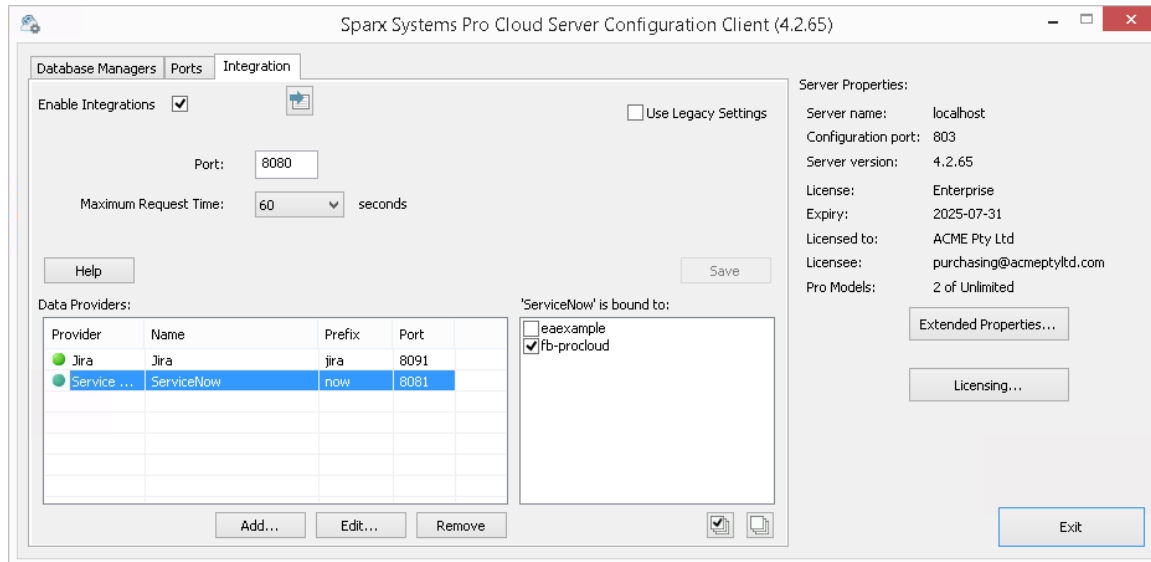 Sparx Systems Pro Cloud Server Configuration Client (4.2.65)
Database Managers Ports Integration
Enable Integrations
Use Legacy Settings
Port: 8080
Maximum Request Time: 60 seconds
Help
Save
Data Providers:
Provider Name Prefix Port
Jira Jira jira 8091
Service ... ServiceNow now 8081
Add... Edit... Remove
'ServiceNow' is bound to:
eaexample
fb-procloud
Server Properties:
Server name: localhost
Configuration port: 803
Server version: 4.2.65
License: Enterprise
Expiry: 2025-07-31
Licensed to: ACME Pty Ltd
Licensee: purchasing@acmeptyltd.com
Pro Models: 2 of Unlimited
Extended Properties...
Licensing...
Exit